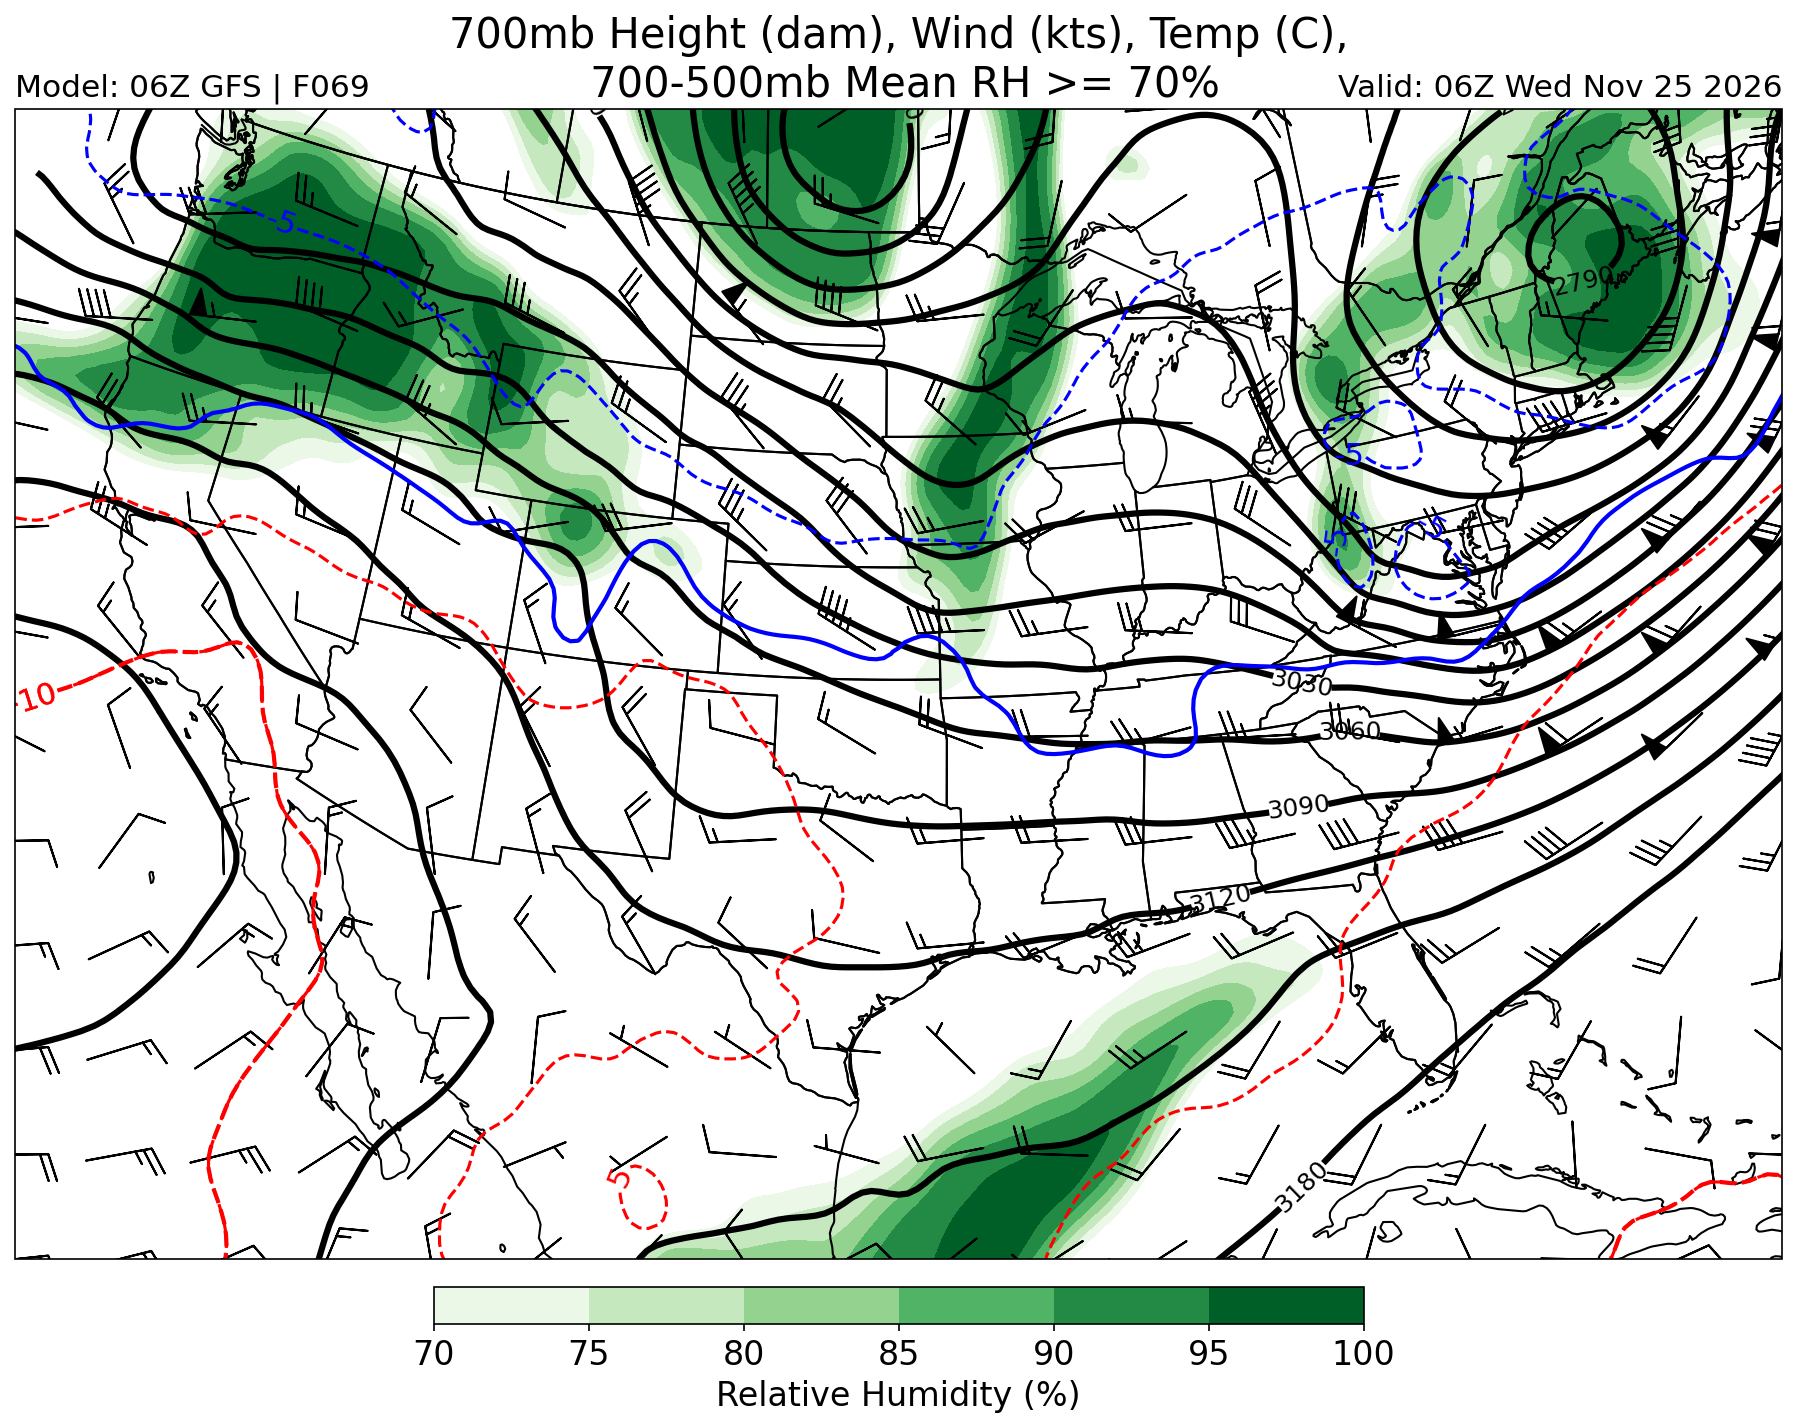 700mb Height (dam), Wind (kts), Temp (C),
Model: 06Z GFS | F069
700-500mb Mean RH >= 70%
Valid: 06Z Wed Nov 25 2026
5
2790
5
5
5
3030
10
3060
3090
3120
5
3180
70 75 80 85 90 95 100
Relative Humidity (%)